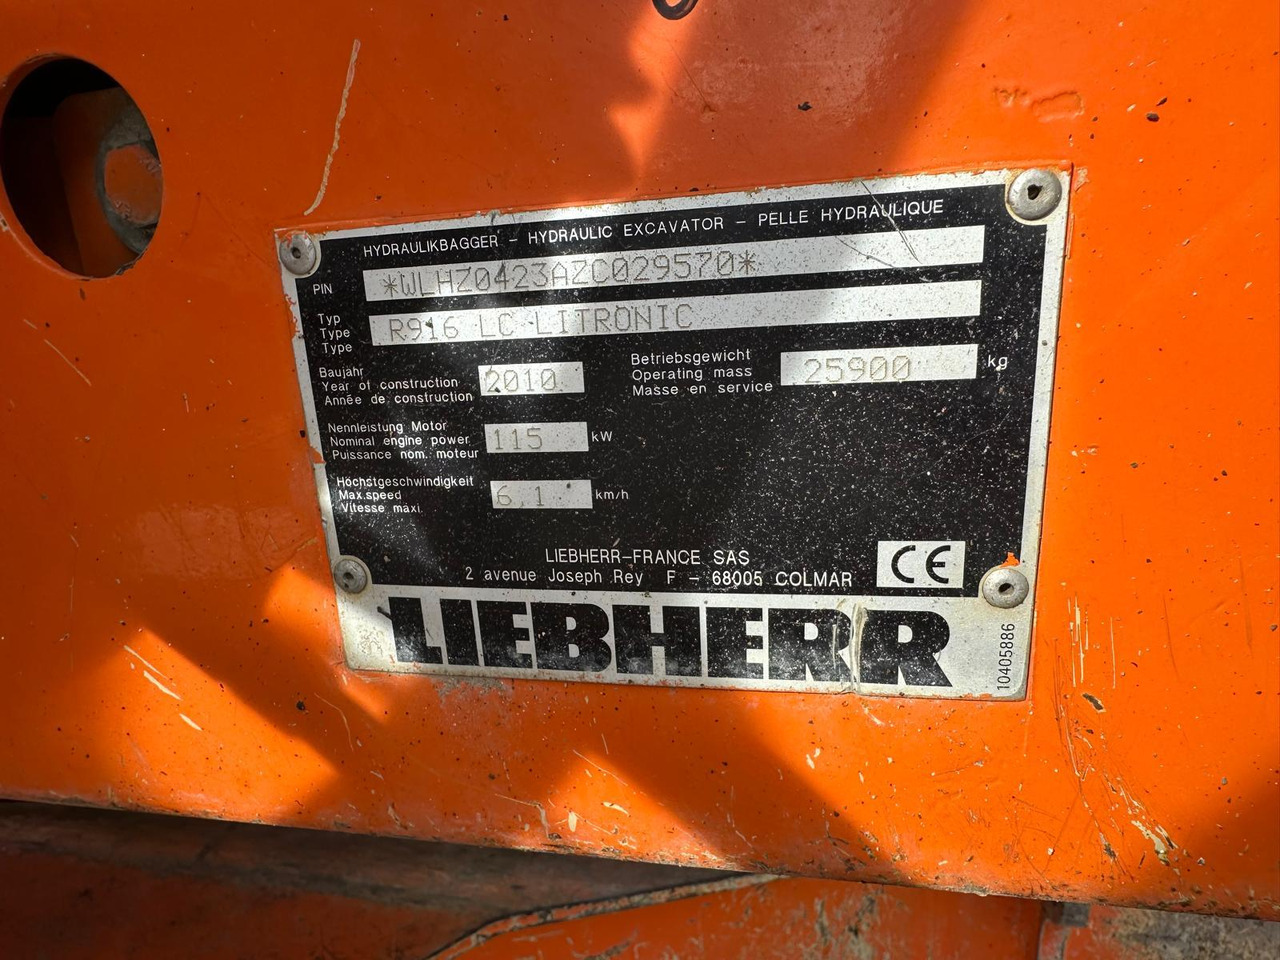 HYDRAULIKBAGGER - HYDRAULIC EXCAVATOR - PELLE HYDRAULIQUE
PIN *WLHZ0423AZC029570*
Typ
Type
Type
R916 LC LITRONIC
Baujahr
Year of construction
Année de construction
2010
Betriebsgewicht
Operating mass
Masse en service
25900 kg
Nennleistung Motor
Nominal engine power
Puissance nom. moteur
115 kW
Höchstgeschwindigkeit
Max.speed
Vitesse maxi.
6,1 km/h
LIEBHERR-FRANCE SAS
2 avenue Joseph Rey F - 68005 COLMAR
CE
LIEBHERR
10405886